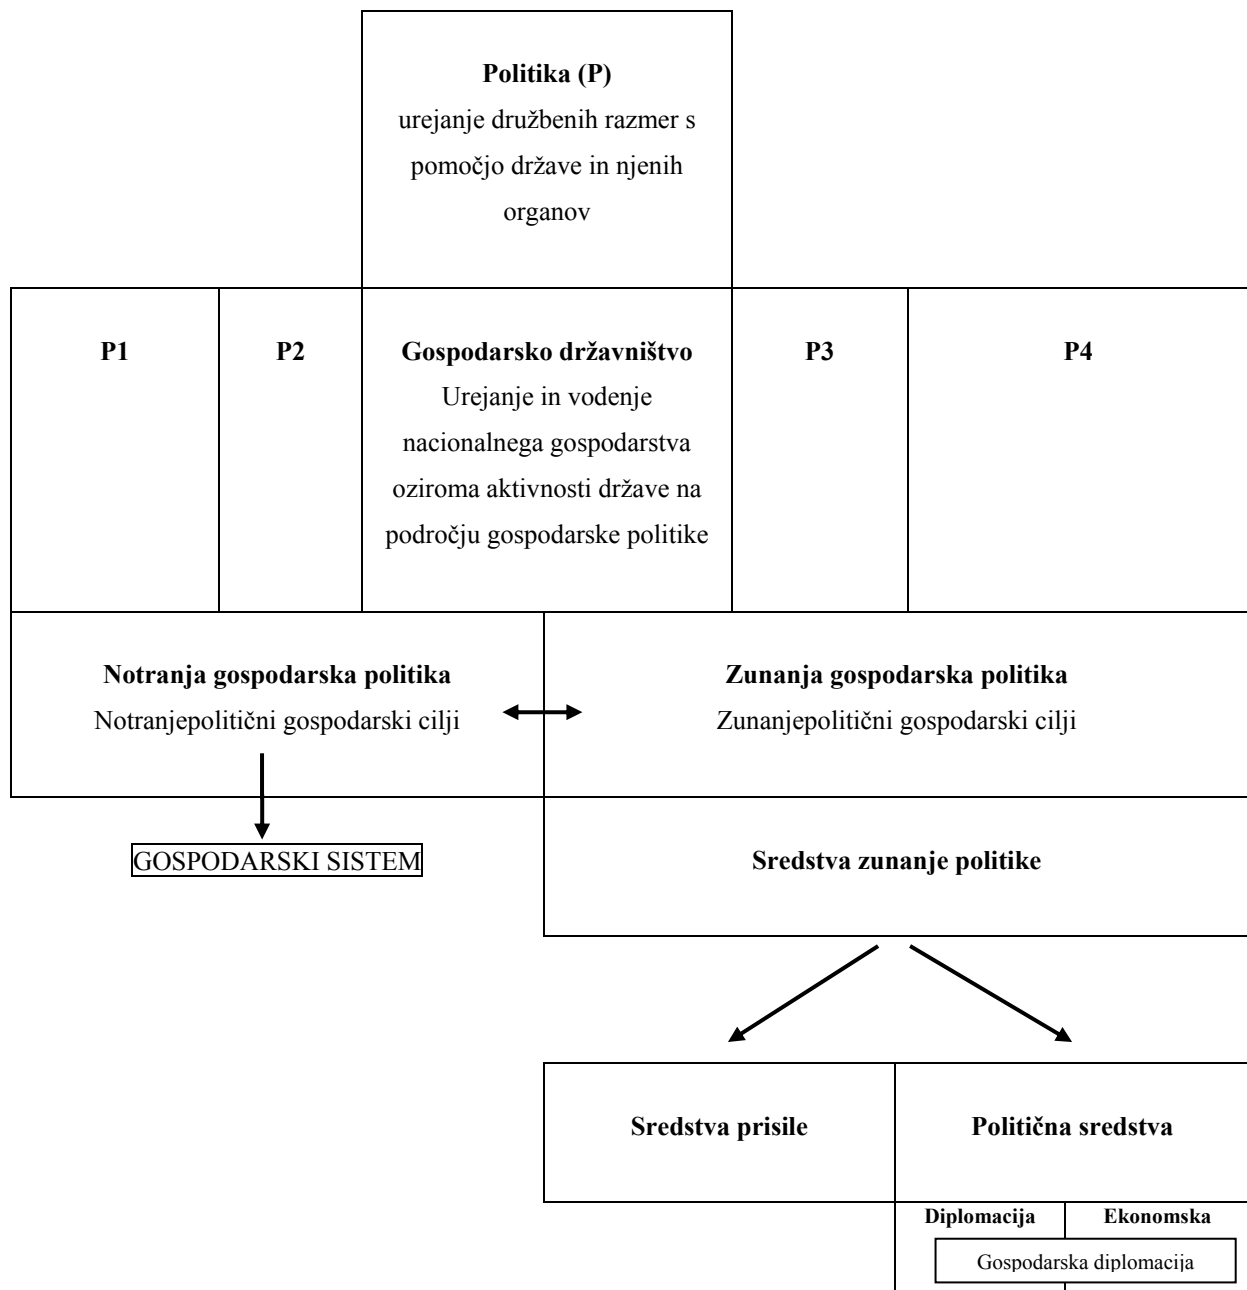 Politika (P)
urejanje družbenih razmer s
pomočjo države in njenih
organov
P1
P2
Gospodarsko državništvo
Urejanje in vodenje
nacionalnega gospodarstva
oziroma aktivnosti države na
področju gospodarske politike
P3
P4
Notranja gospodarska politika
Notranjepolitični gospodarski cilji
Zunanja gospodarska politika
Zunanjepolitični gospodarski cilji
GOSPODARSKI SISTEM
Sredstva zunanje politike
Sredstva prisile
Politična sredstva
Diplomacija
Ekonomska
Gospodarska diplomacija